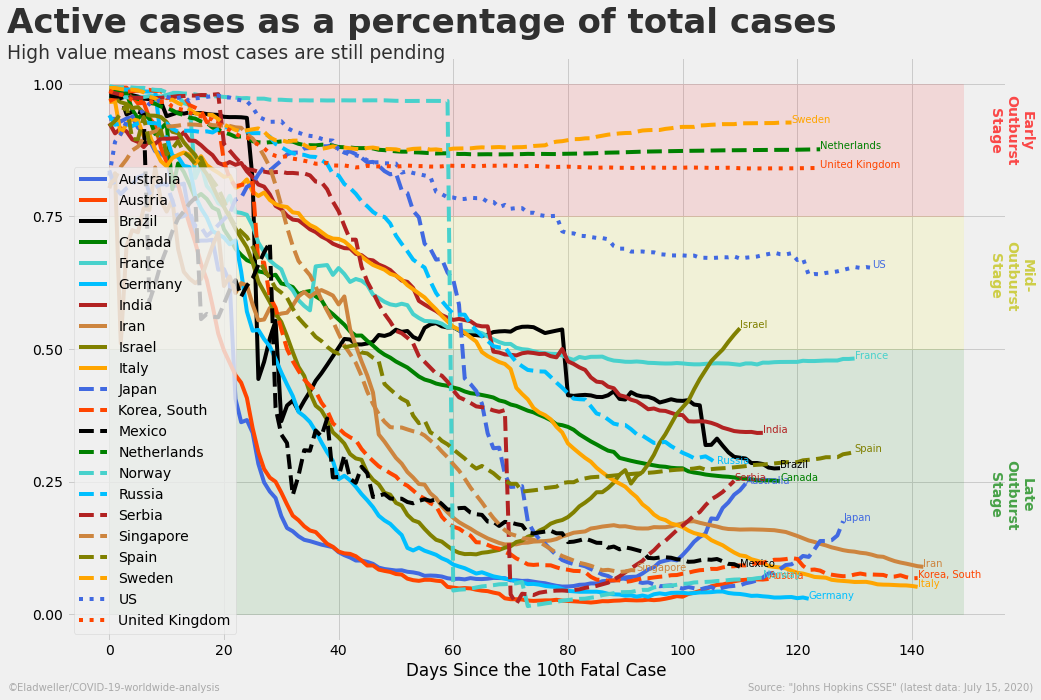 Active cases as a percentage of total cases
High value means most cases are still pending
1.00
0.75
0.50
0.25
0.00
Australia
Austria
Brazil
Canada
France
Germany
India
Iran
Israel
Italy
Japan
Korea, South
Mexico
Netherlands
Norway
Russia
Serbia
Singapore
Spain
Sweden
US
United Kingdom
Sweden
Netherlands
United Kingdom
US
Israel
France
India
Spain
Russia
Brazil
Serbia
Australia
Canada
Japan
Mexico
Singapore
Austria
Iran
Korea, South
Italy
Germany
Early
Outburst
Stage
Mid-
Outburst
Stage
Late
Outburst
Stage
0
20
40
60
80
100
120
140
Days Since the 10th Fatal Case
©Eladweller/COVID-19-worldwide-analysis
Source: "Johns Hopkins CSSE" (latest data: July 15, 2020)